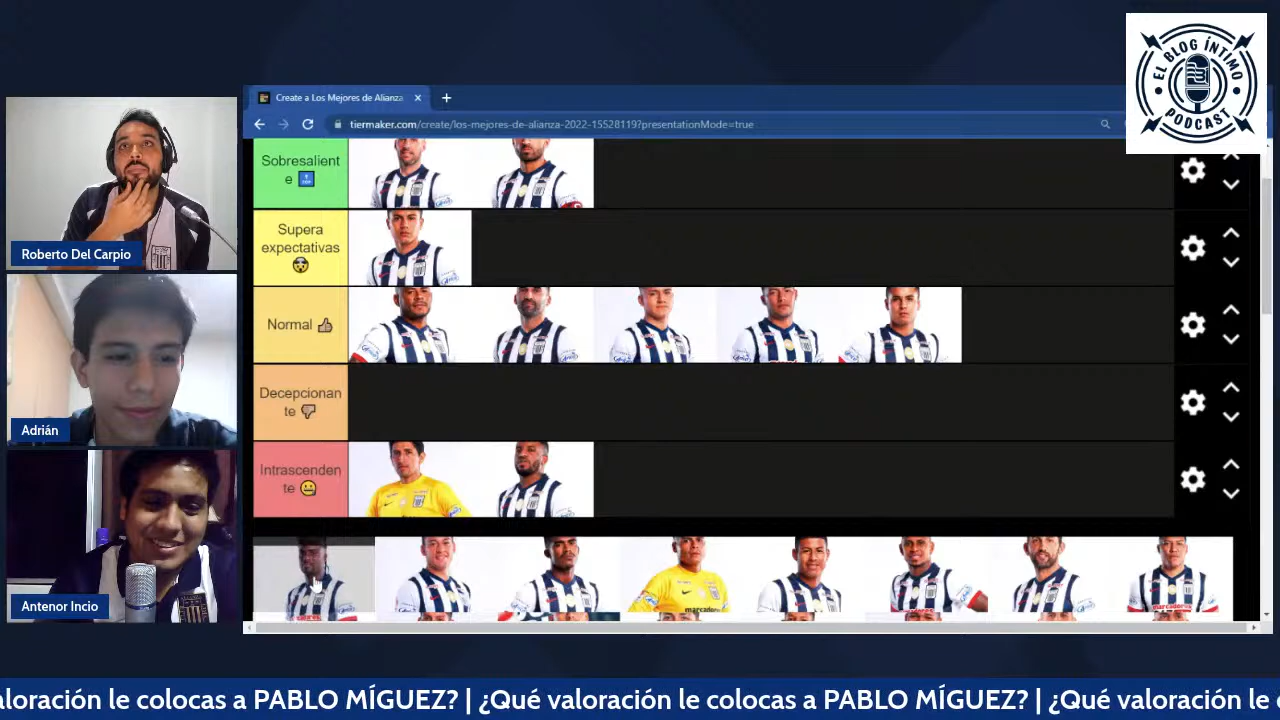 EL BLOG ÍNTIMO
PODCAST
Create a Los Mejores de Alianza
tiermaker.com/create/los-mejores-de-alianza-2022-15528119?presentationMode=true
Sobresalient
e
TOP
Supera
expectativas
Normal
Decepcionan
te
Intrascenden
te
marcadores
Roberto Del Carpio
Adrián
Antenor Incio
aloración le colocas a PABLO MÍGUEZ? | ¿Qué valoración le colocas a PABLO MÍGUEZ? | ¿Qué valoración le